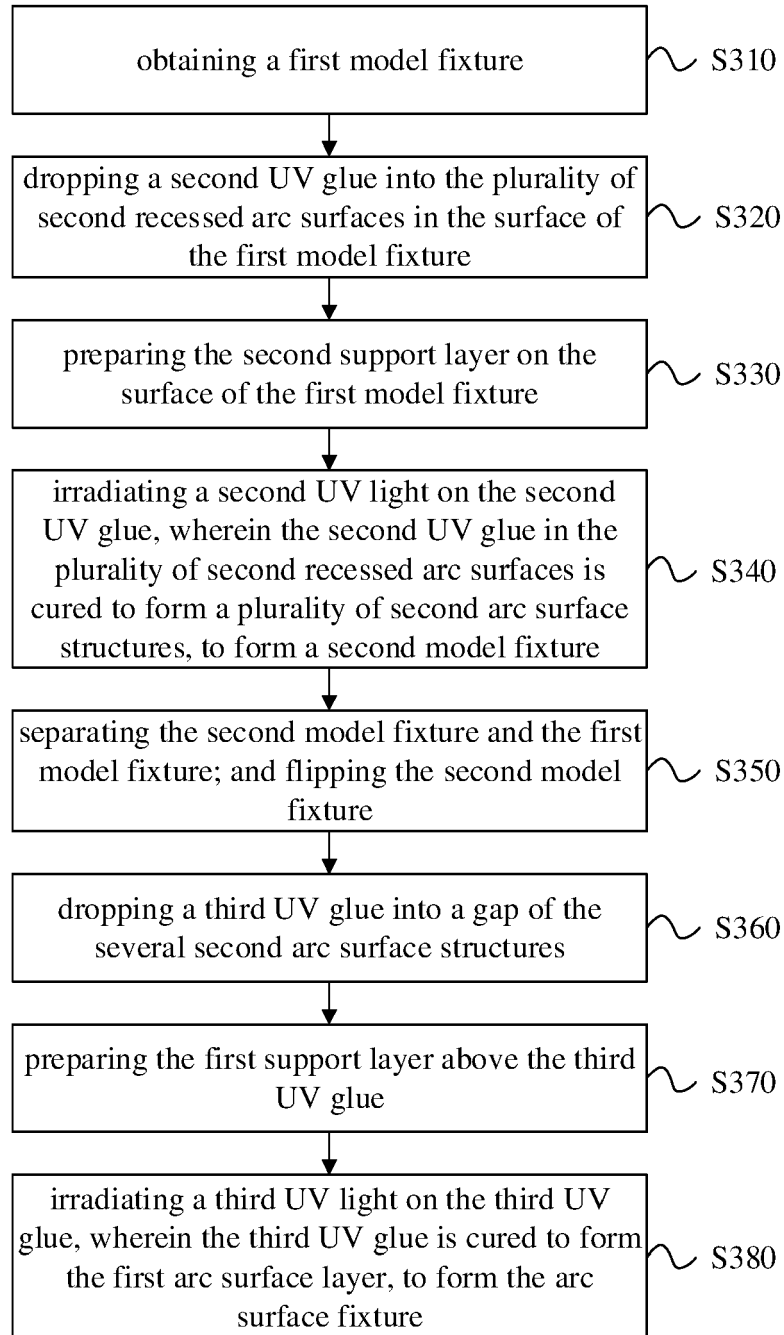 obtaining a first model fixture
S310
dropping a second UV glue into the plurality of
second recessed arc surfaces in the surface of
the first model fixture
S320
preparing the second support layer on the
surface of the first model fixture
S330
irradiating a second UV light on the second
UV glue, wherein the second UV glue in the
plurality of second recessed arc surfaces is
cured to form a plurality of second arc surface
structures, to form a second model fixture
S340
separating the second model fixture and the first
model fixture; and flipping the second model
fixture
S350
dropping a third UV glue into a gap of the
several second arc surface structures
S360
preparing the first support layer above the third
UV glue
S370
irradiating a third UV light on the third UV
glue, wherein the third UV glue is cured to form
the first arc surface layer, to form the arc
surface fixture
S380